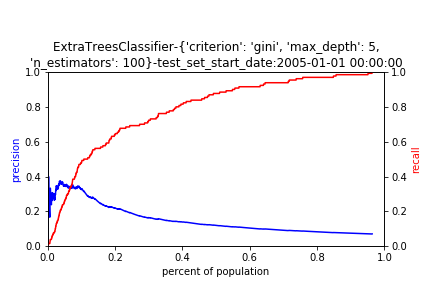 ExtraTreesClassifier-{'criterion': 'gini', 'max_depth': 5,
'n_estimators': 100}-test_set_start_date:2005-01-01 00:00:00
1.0
0.8
0.6
0.4
0.2
0.0
precision
1.0
0.8
0.6
0.4
0.2
0.0
recall
0.0 0.2 0.4 0.6 0.8 1.0
percent of population